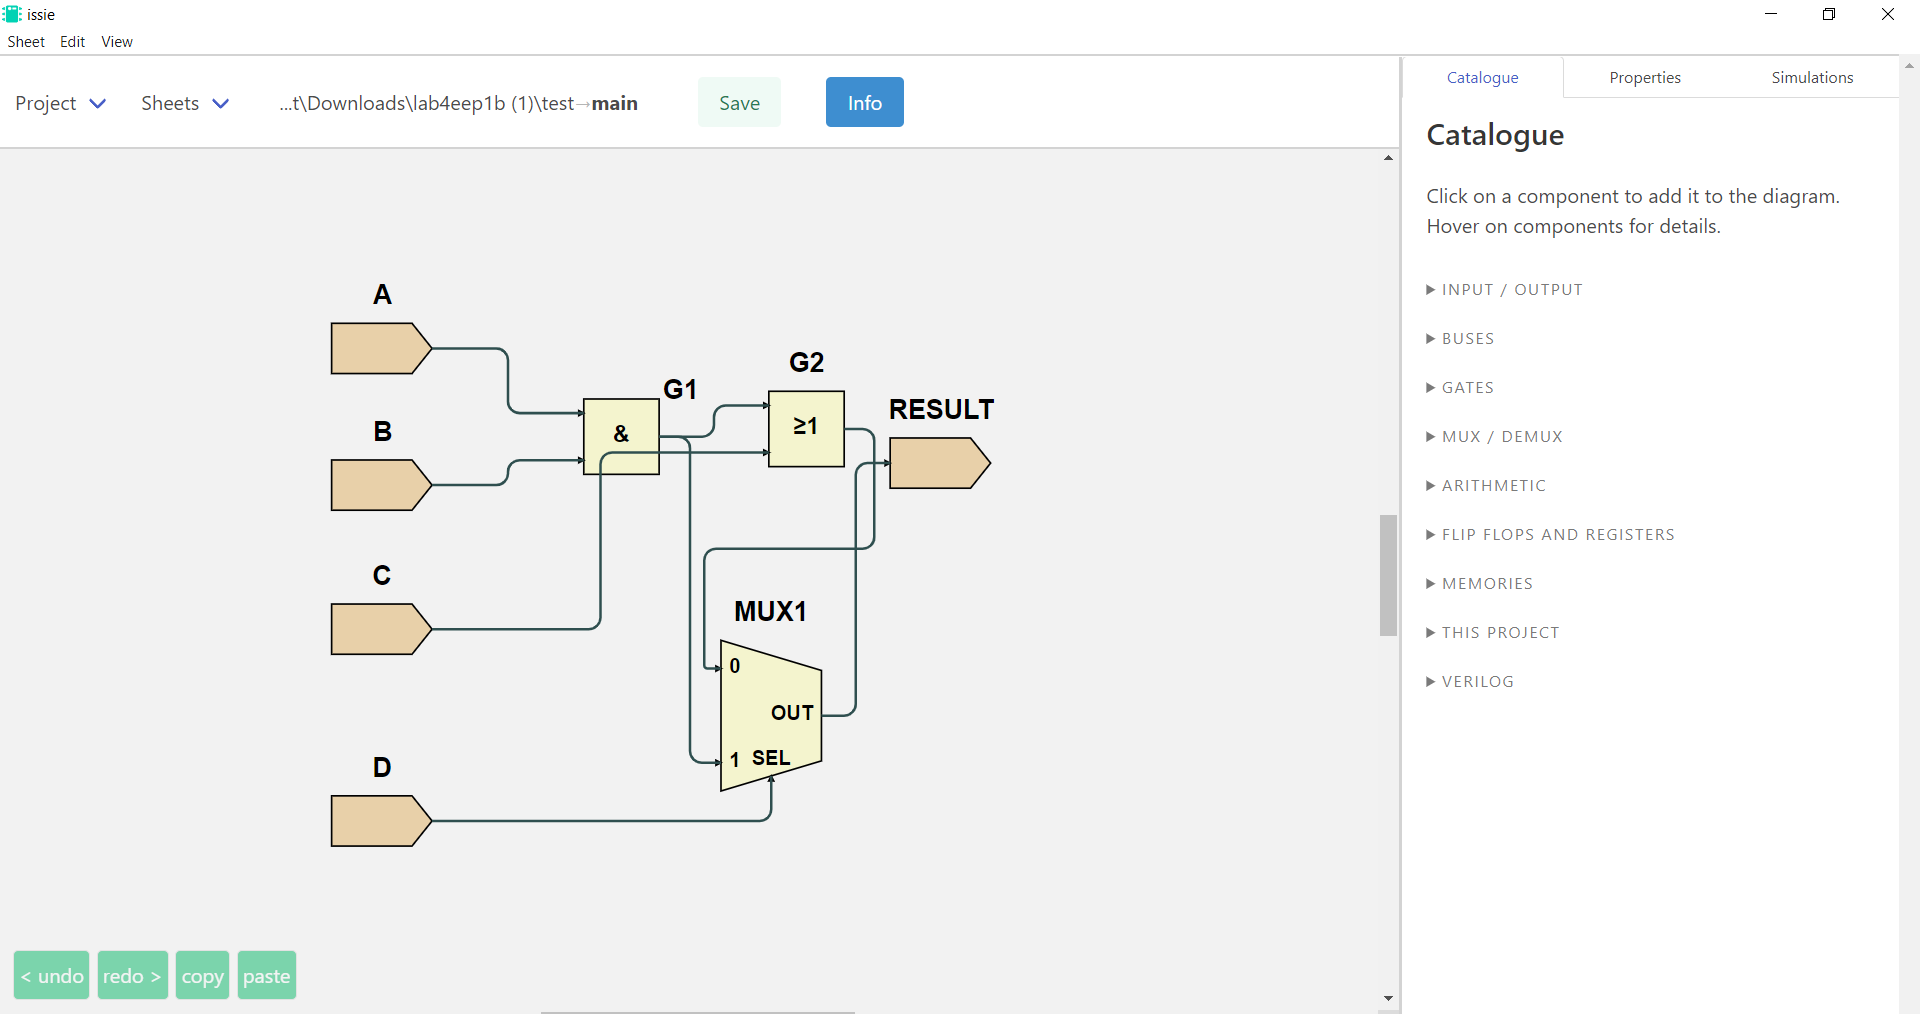 issie
Sheet Edit View
Project Sheets ...t\Downloads\lab4eep1b (1)\test→main Save Info
Catalogue Properties Simulations
Catalogue
Click on a component to add it to the diagram.
Hover on components for details.
INPUT / OUTPUT
BUSES
GATES
MUX / DEMUX
ARITHMETIC
FLIP FLOPS AND REGISTERS
MEMORIES
THIS PROJECT
VERILOG
A
G2
G1
RESULT
B
&
≥1
C
MUX1
0
OUT
1 SEL
D
< undo redo > copy paste